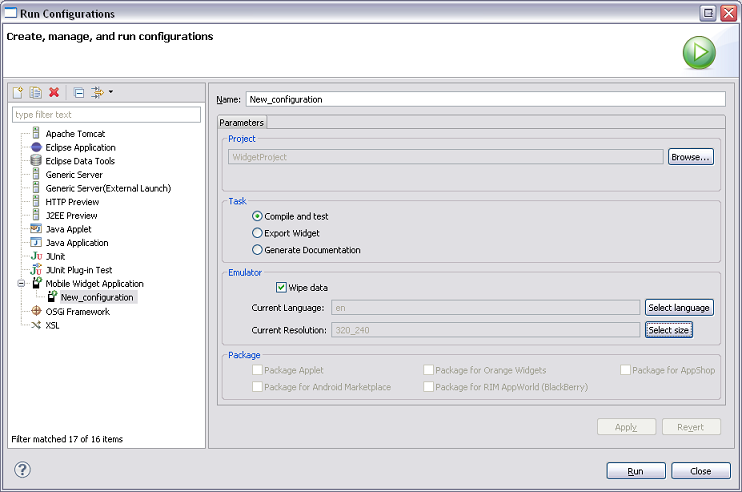 Run Configurations
Create, manage, and run configurations
type filter text
Apache Tomcat
Eclipse Application
Eclipse Data Tools
Generic Server
Generic Server(External Launch)
HTTP Preview
J2EE Preview
Java Applet
Java Application
JUnit
JUnit Plug-in Test
Mobile Widget Application
New_configuration
OSGi Framework
XSL
Filter matched 17 of 16 items
Name: New_configuration
Parameters
Project
WidgetProject Browse...
Task
Compile and test
Export Widget
Generate Documentation
Emulator
Wipe data
Current Language: en Select language
Current Resolution: 320_240 Select size
Package
Package Applet Package for Orange Widgets Package for AppShop
Package for Android Marketplace Package for RIM AppWorld (BlackBerry)
Apply Revert
? Run Close